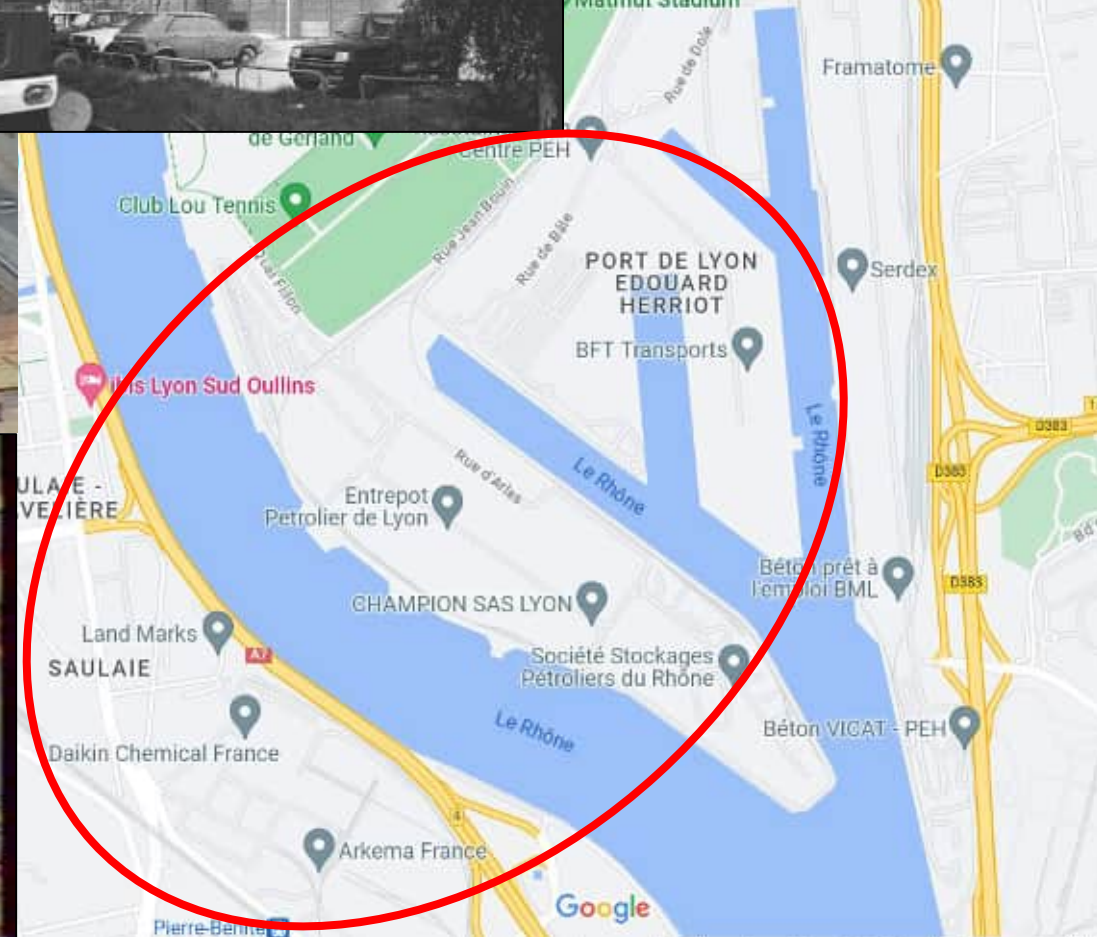 Matmut Stadium
Rue de Dole
Framatome
de Gerland
Centre PEH
Club Lou Tennis
Rue Jean Bouin
Rue de Bâle
PORT DE LYON
EDOUARD
HERRIOT
Serdex
BFT Transports
ibis Lyon Sud Oullins
Le Rhône
D383
D383
Rue d'Arles
Le Rhône
Entrepot
Petrolier de Lyon
Béton prêt à
l'emploi BML
D383
CHAMPION SAS LYON
Land Marks
A7
SAULAIE
Société Stockages
Pétroliers du Rhône
Le Rhône
Béton VICAT - PEH
Daikin Chemical France
4
Arkema France
Google
Pierre-Bénite